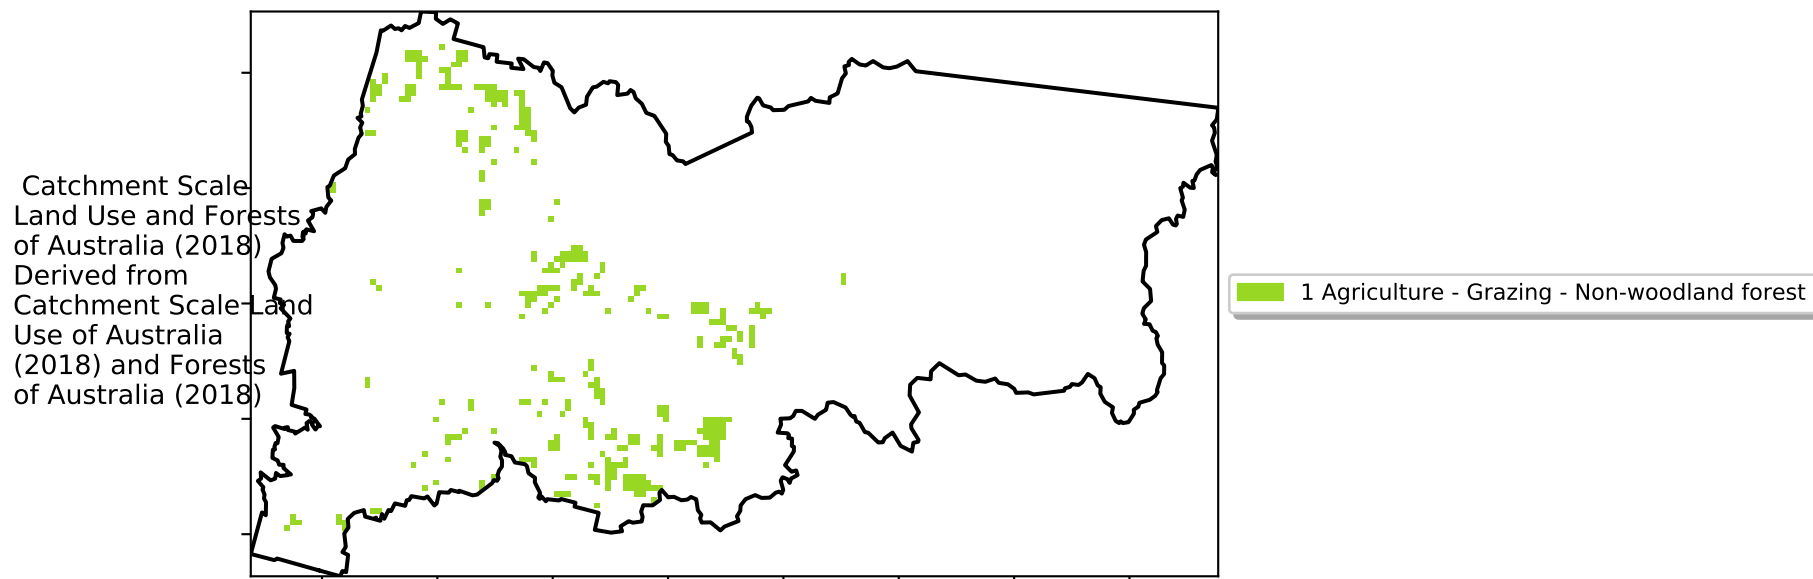 Catchment Scale
Land Use and Forests
of Australia (2018)
Derived from
Catchment Scale Land
Use of Australia
(2018) and Forests
of Australia (2018)
1 Agriculture - Grazing - Non-woodland forest